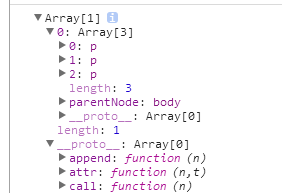 ▼ Array[1] i
▼ 0: Array[3]
▶ 0: p
▶ 1: p
▶ 2: p
length: 3
▶ parentNode: body
▶ __proto__: Array[0]
length: 1
▼ __proto__: Array[0]
▶ append: function (n)
▶ attr: function (n,t)
▶ call: function (n)